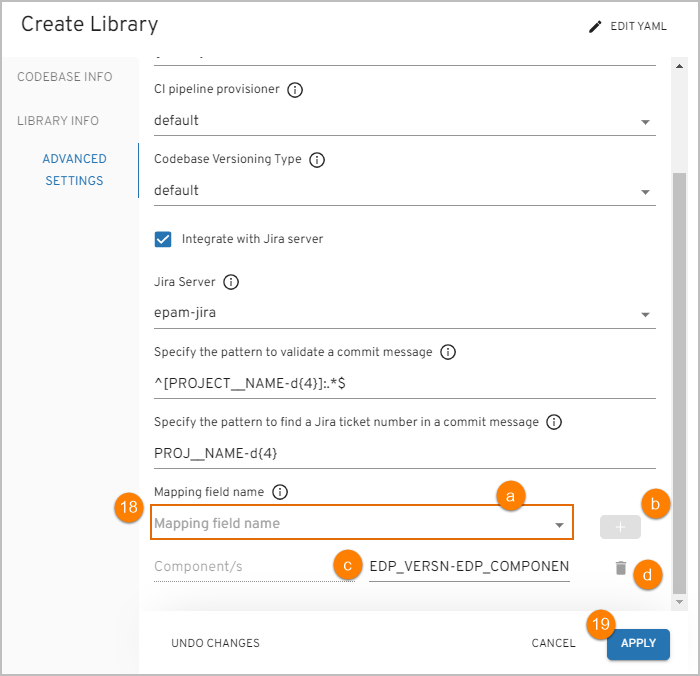 Create Library
EDIT YAML
CODEBASE INFO
LIBRARY INFO
ADVANCED
SETTINGS
CI pipeline provisioner
default
Codebase Versioning Type
default
Integrate with Jira server
Jira Server
epam-jira
Specify the pattern to validate a commit message
^[PROJECT__NAME-d{4}]:.*$
Specify the pattern to find a Jira ticket number in a commit message
PROJ__NAME-d{4}
Mapping field name
18
a
b
Mapping field name
Component/s
c
EDP_VERSN-EDP_COMPONEN
d
19
UNDO CHANGES
CANCEL
APPLY